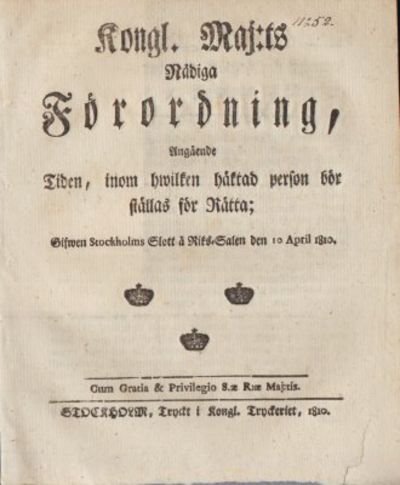 11252.
Kongl. Maj:ts
Nådiga
Förordning,
Angående
Tiden, inom hwilken häktad person bör
ställas för Rätta;
Gifwen Stockholms Slott å Riks-Salen den 10 April 1810.
Cum Gratia & Privilegio S:æ R:æ Maj:tis.
STOCKHOLM, Tryckt i Kongl. Tryckeriet, 1810.